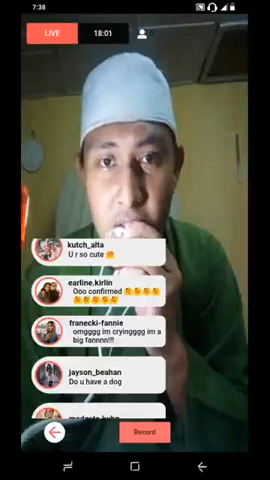 7:38
LIVE 18:01
kutch_alta
U r so cute 🤗
earline.kirlin
Ooo confirmed 🙋🙋🙋🙋
🙋🙋🙋🙋🙋
franecki-fannie
omgggg im cryingggg im a
big fannnn!!!
jayson_beahan
Do u have a dog
Record